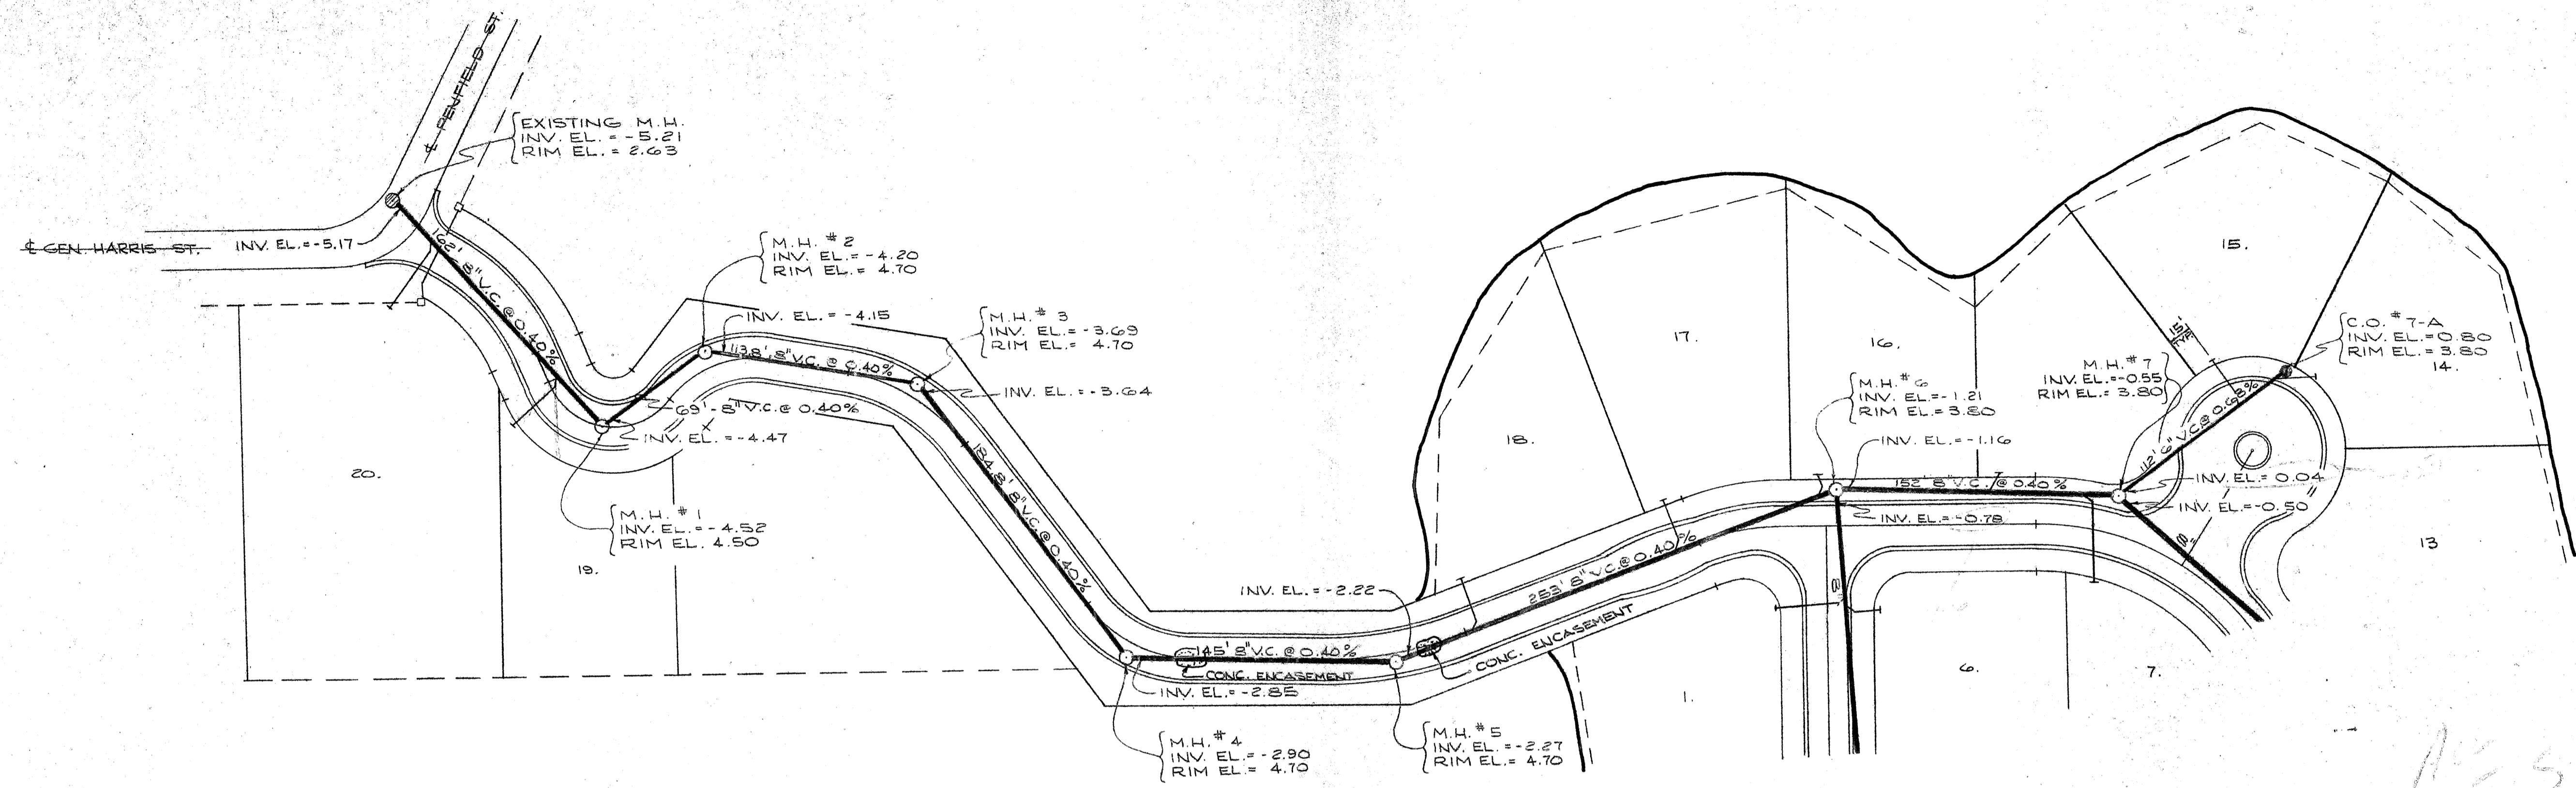 ℄ PENFIELD ST.
EXISTING M.H.
INV. EL. = -5.21
RIM EL. = 2.63
℄ GEN. HARRIS ST.
INV. EL. = -5.17
162' 8" V.C. @ 0.40%
M.H. # 2
INV. EL. = -4.20
RIM EL. = 4.70
INV. EL. = -4.15
113.8', 8" V.C. @ 0.40%
M.H. # 3
INV. EL. = -3.69
RIM EL. = 4.70
INV. EL. = -3.64
69' - 8" V.C. @ 0.40%
INV. EL. = -4.47
M.H. # 1
INV. EL. = -4.52
RIM EL. 4.50
20.
19.
184.8' 8" V.C. @ 0.40%
145' 8" V.C. @ 0.40%
CONC. ENCASEMENT
INV. EL. = -2.85
M.H. # 4
INV. EL. = -2.90
RIM EL. = 4.70
INV. EL. = -2.22
M.H. # 5
INV. EL. = -2.27
RIM EL. = 4.70
253' 8" V.C. @ 0.40%
CONC. ENCASEMENT
18.
17.
16.
15.
M.H. # 6
INV. EL. = -1.21
RIM EL. = 3.80
INV. EL. = -1.16
152' 8" V.C. @ 0.40%
INV. EL. = -0.78
8"
M.H. # 7
INV. EL. = -0.55
RIM EL. = 3.80
15'
TYP.
C.O. # 7-A
INV. EL. = 0.80
RIM EL. = 3.80
14.
112' 6" V.C. @ 0.68%
INV. EL. = 0.04
INV. EL. = -0.50
8"
13
1.
6.
7.